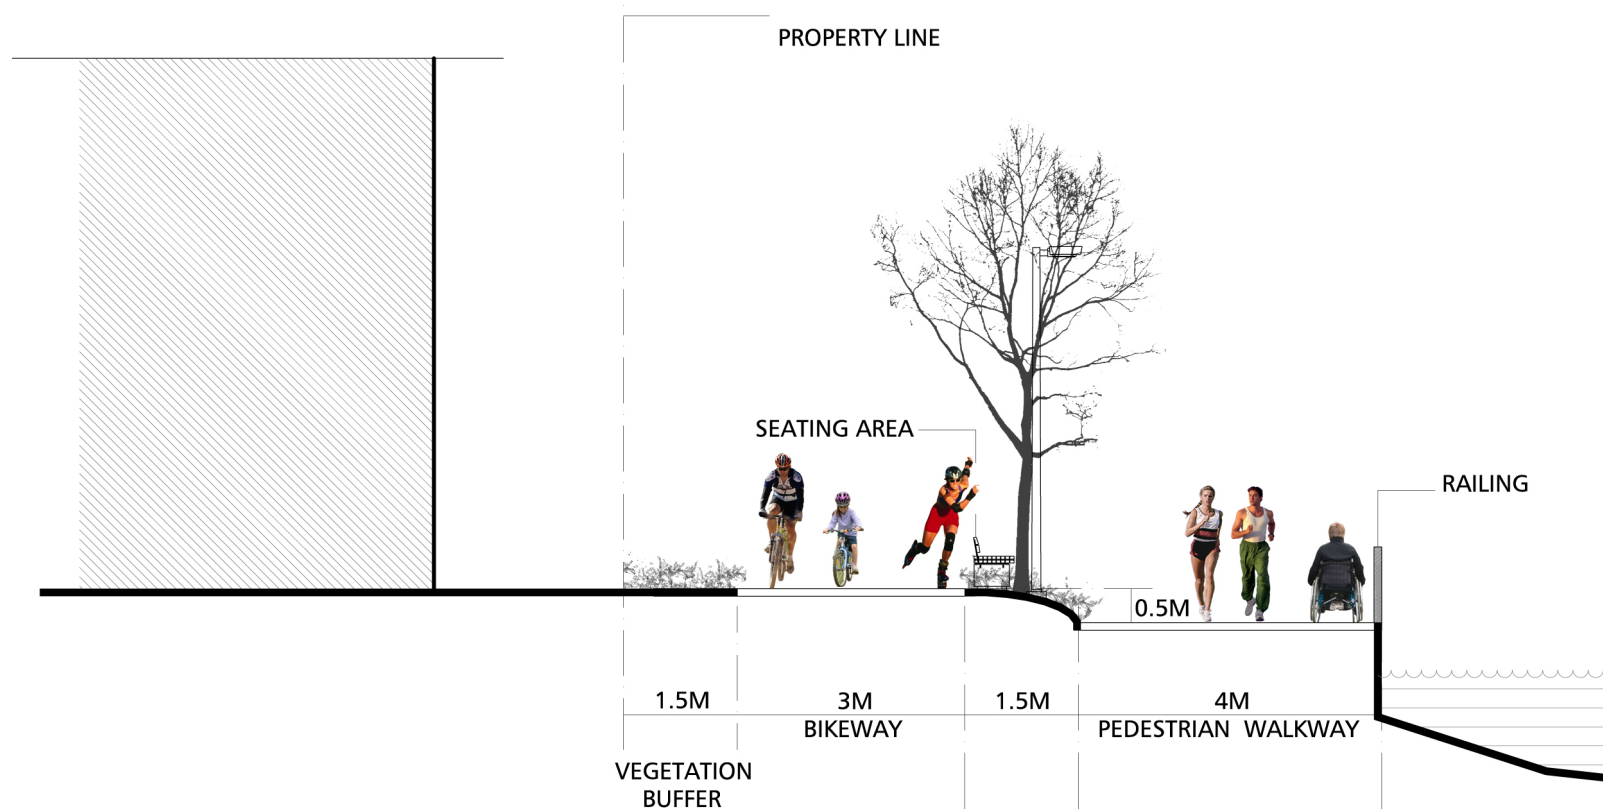 PROPERTY LINE
SEATING AREA
RAILING
0.5M
1.5M
3M
1.5M
4M
BIKEWAY
PEDESTRIAN WALKWAY
VEGETATION
BUFFER